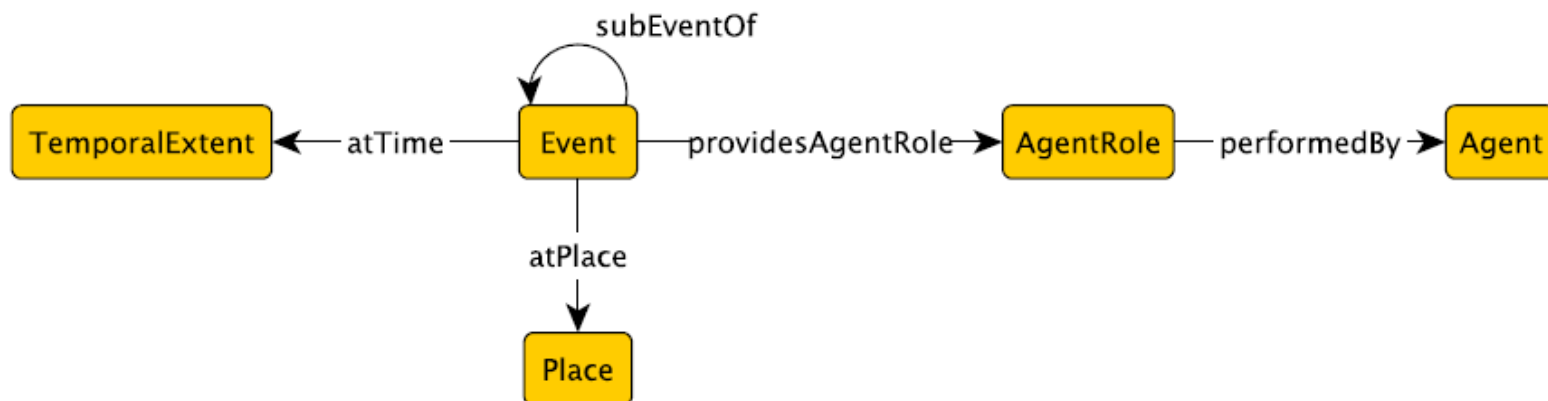 subEventOf
TemporalExtent atTime Event providesAgentRole AgentRole performedBy Agent
atPlace
Place